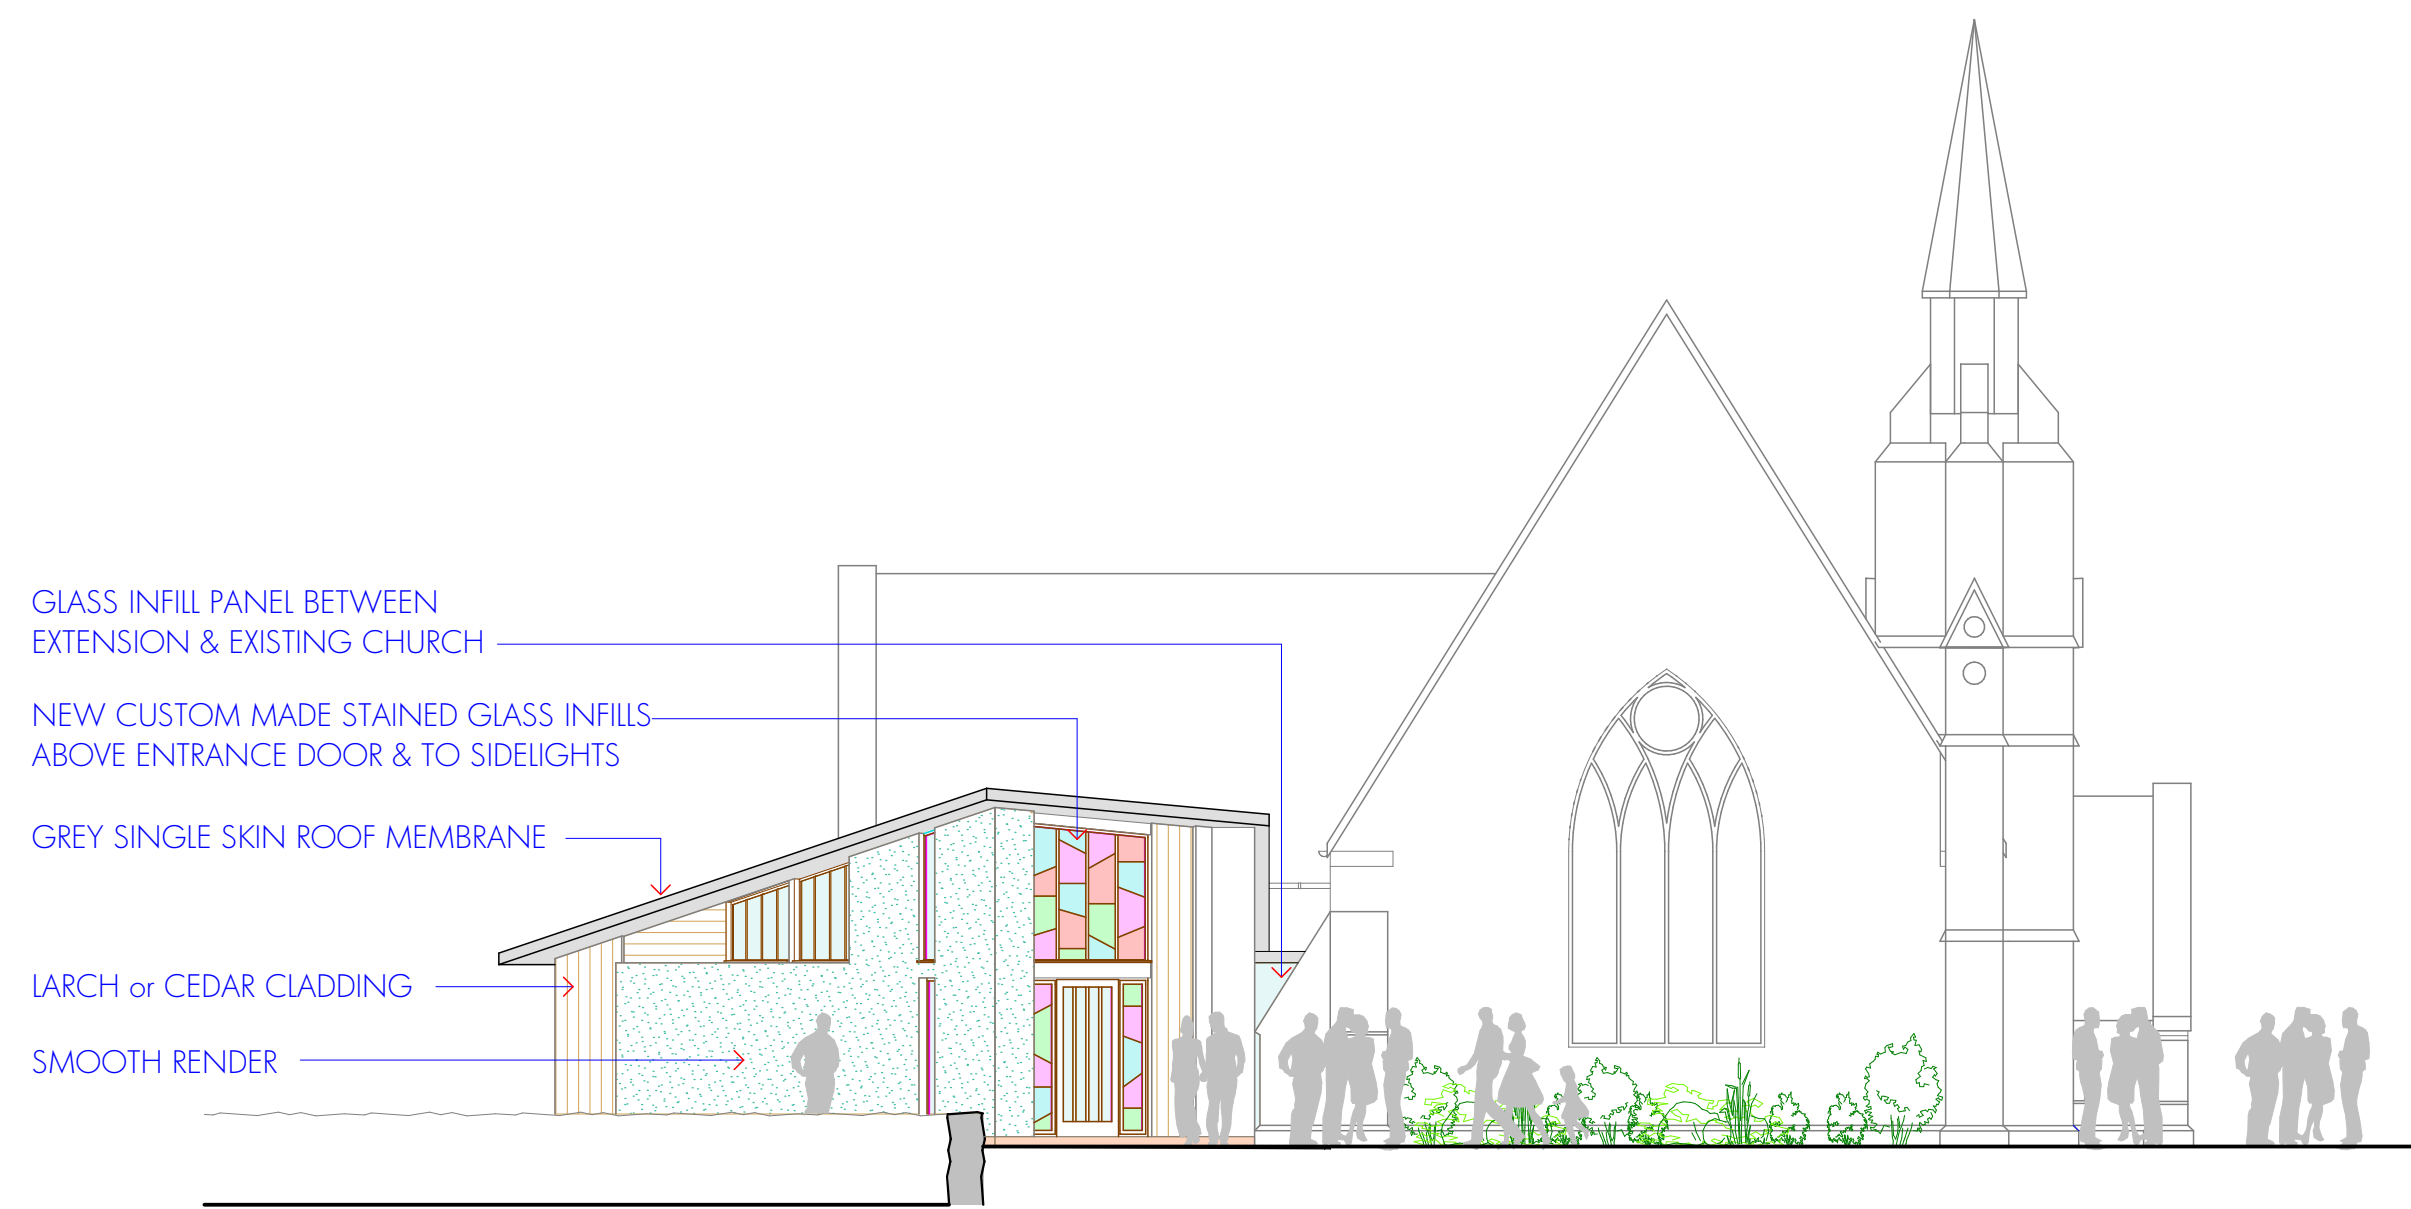 GLASS INFILL PANEL BETWEEN
EXTENSION & EXISTING CHURCH
NEW CUSTOM MADE STAINED GLASS INFILLS
ABOVE ENTRANCE DOOR & TO SIDELIGHTS
GREY SINGLE SKIN ROOF MEMBRANE
LARCH or CEDAR CLADDING
SMOOTH RENDER